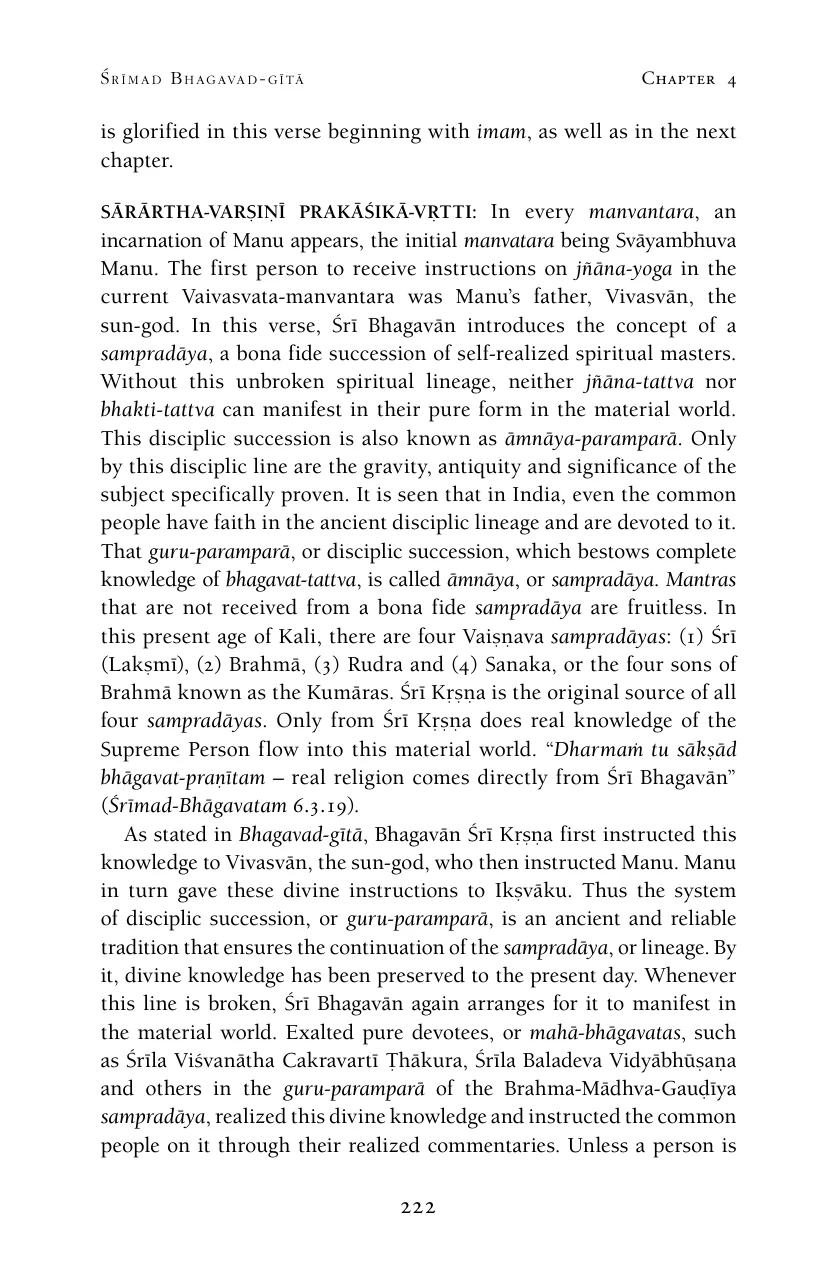 Śrīmad Bhagavad-gītā Chapter 4
is glorified in this verse beginning with imam, as well as in the next
chapter.
SĀRĀRTHA-VARṢIṆĪ PRAKĀŚIKĀ-VṚTTI: In every manvantara, an
incarnation of Manu appears, the initial manvatara being Svāyambhuva
Manu. The first person to receive instructions on jñāna-yoga in the
current Vaivasvata-manvantara was Manu’s father, Vivasvān, the
sun-god. In this verse, Śrī Bhagavān introduces the concept of a
sampradāya, a bona fide succession of self-realized spiritual masters.
Without this unbroken spiritual lineage, neither jñāna-tattva nor
bhakti-tattva can manifest in their pure form in the material world.
This disciplic succession is also known as āmnāya-paramparā. Only
by this disciplic line are the gravity, antiquity and significance of the
subject specifically proven. It is seen that in India, even the common
people have faith in the ancient disciplic lineage and are devoted to it.
That guru-paramparā, or disciplic succession, which bestows complete
knowledge of bhagavat-tattva, is called āmnāya, or sampradāya. Mantras
that are not received from a bona fide sampradāya are fruitless. In
this present age of Kali, there are four Vaiṣṇava sampradāyas: (1) Śrī
(Lakṣmī), (2) Brahmā, (3) Rudra and (4) Sanaka, or the four sons of
Brahmā known as the Kumāras. Śrī Kṛṣṇa is the original source of all
four sampradāyas. Only from Śrī Kṛṣṇa does real knowledge of the
Supreme Person flow into this material world. “Dharmaṁ tu sākṣād
bhāgavat-praṇītam – real religion comes directly from Śrī Bhagavān”
(Śrīmad-Bhāgavatam 6.3.19).
As stated in Bhagavad-gītā, Bhagavān Śrī Kṛṣṇa first instructed this
knowledge to Vivasvān, the sun-god, who then instructed Manu. Manu
in turn gave these divine instructions to Ikṣvāku. Thus the system
of disciplic succession, or guru-paramparā, is an ancient and reliable
tradition that ensures the continuation of the sampradāya, or lineage. By
it, divine knowledge has been preserved to the present day. Whenever
this line is broken, Śrī Bhagavān again arranges for it to manifest in
the material world. Exalted pure devotees, or mahā-bhāgavatas, such
as Śrīla Viśvanātha Cakravartī Ṭhākura, Śrīla Baladeva Vidyābhūṣaṇa
and others in the guru-paramparā of the Brahma-Mādhva-Gauḍīya
sampradāya, realized this divine knowledge and instructed the common
people on it through their realized commentaries. Unless a person is
222